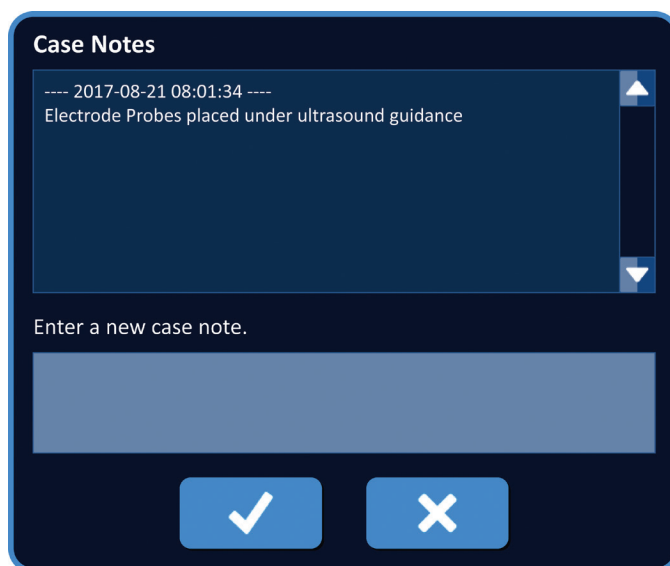 Case Notes
---- 2017-08-21 08:01:34 ----
Electrode Probes placed under ultrasound guidance
Enter a new case note.